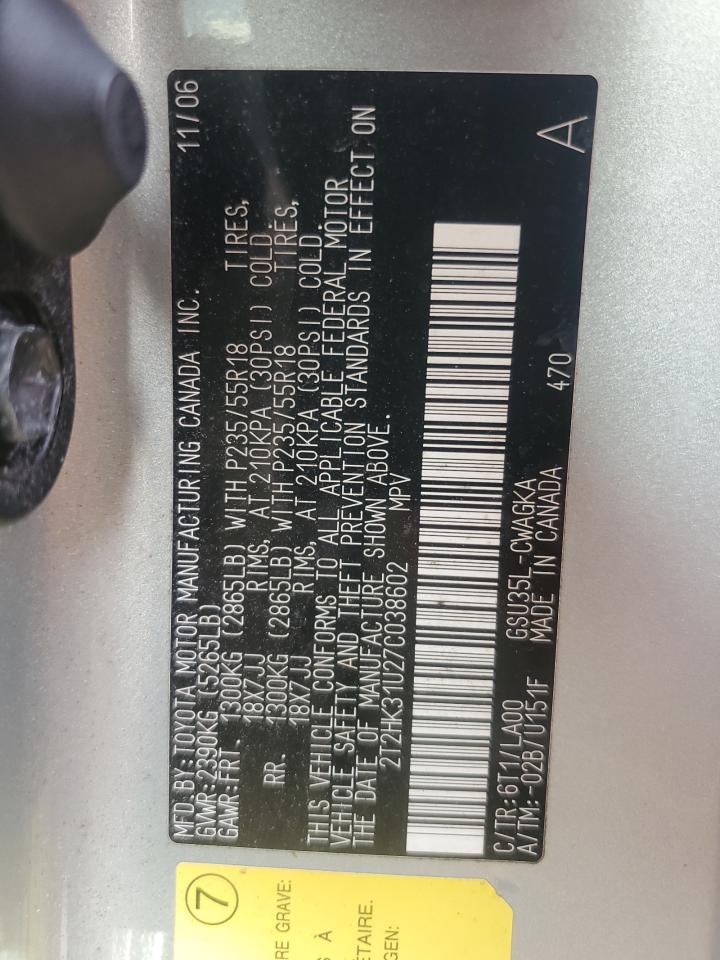 MFD.BY:TOYOTA MOTOR MANUFACTURING CANADA INC. 11/06
GVWR:2390KG (5265LB)
GAWR:FRT. 1300KG (2865LB) WITH P235/55R18 TIRES,
18X7JJ RIMS, AT 210KPA (30PSI) COLD.
RR. 1300KG (2865LB) WITH P235/55R18 TIRES,
18X7JJ RIMS, AT 210KPA (30PSI) COLD.
THIS VEHICLE CONFORMS TO ALL APPLICABLE FEDERAL MOTOR
VEHICLE SAFETY AND THEFT PREVENTION STANDARDS IN EFFECT ON
THE DATE OF MANUFACTURE SHOWN ABOVE.
2T2HK31U27C038602 MPV
C/TR:6T1/LA00 GSU35L-CWAGKA
A/TM:-02B/U151F MADE IN CANADA 470 A
7
RE GRAVE:
S À
ÉTAIRE.
GEN: